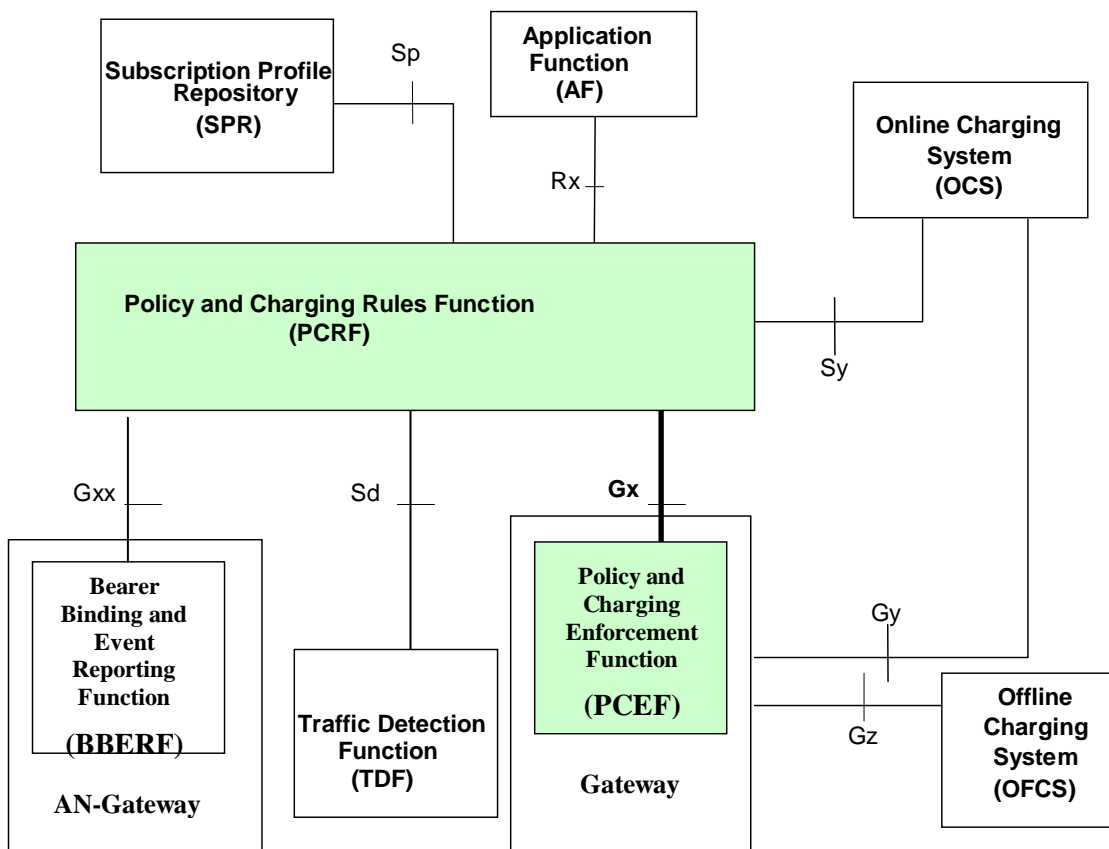 Application
Function
(AF)
Sp
Subscription Profile
Repository
(SPR)
Online Charging
System
(OCS)
Rx
Policy and Charging Rules Function
(PCRF)
Sy
Gxx
Sd
Gx
Bearer
Binding and
Event
Reporting
Function
(BBERF)
AN-Gateway
Traffic Detection
Function
(TDF)
Policy and
Charging
Enforcement
Function
(PCEF)
Gateway
Gy
Gz
Offline
Charging
System
(OFCS)